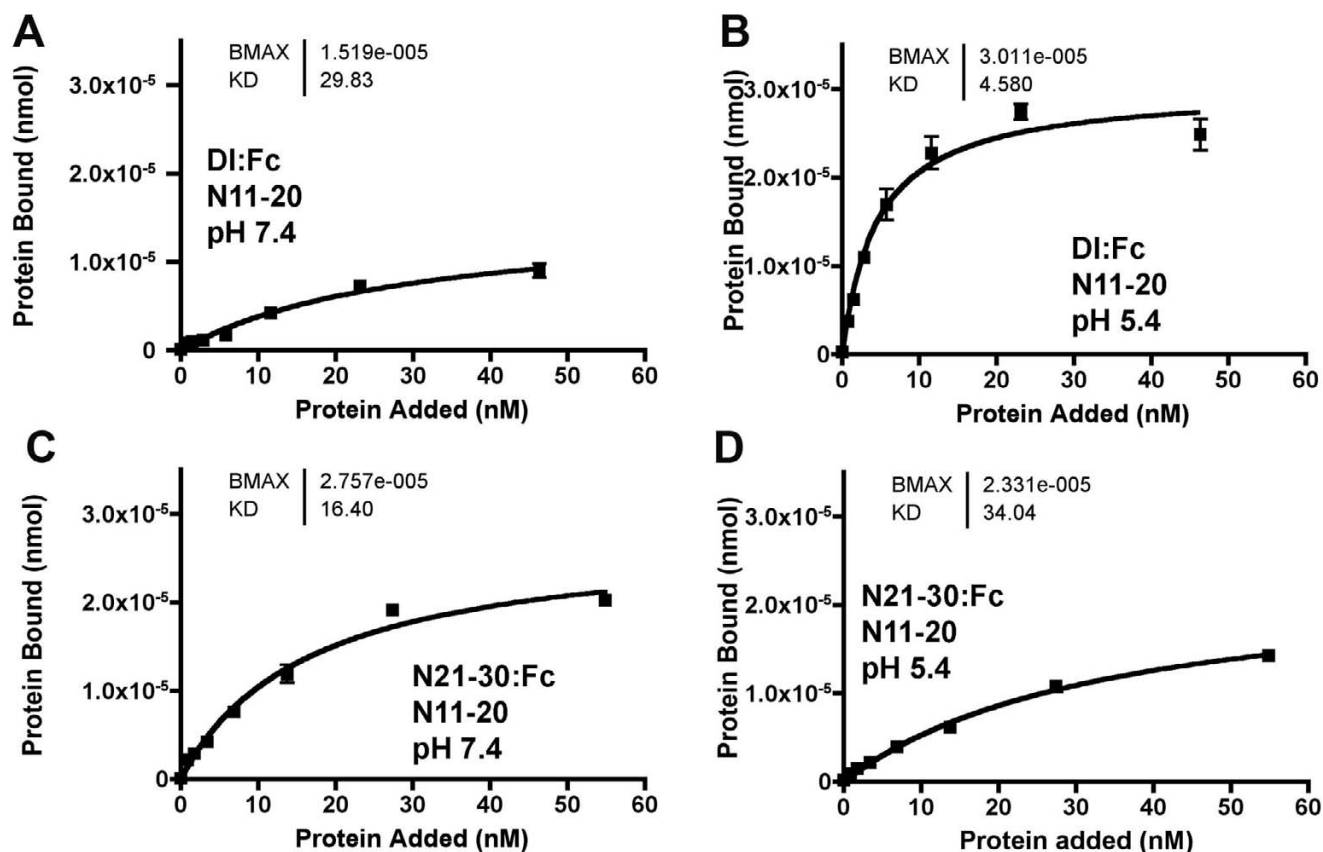 A
BMAX 1.519e-005
KD 29.83
3.0x10-5
2.0x10-5
1.0x10-5
0
Protein Bound (nmol)
DI:Fc
N11-20
pH 7.4
0 10 20 30 40 50 60
Protein Added (nM)
B
BMAX 3.011e-005
KD 4.580
3.0x10-5
2.0x10-5
1.0x10-5
0
Protein Bound (nmol)
DI:Fc
N11-20
pH 5.4
0 10 20 30 40 50 60
Protein Added (nM)
C
BMAX 2.757e-005
KD 16.40
3.0x10-5
2.0x10-5
1.0x10-5
0
Protein Bound (nmol)
N21-30:Fc
N11-20
pH 7.4
0 10 20 30 40 50 60
Protein Added (nM)
D
BMAX 2.331e-005
KD 34.04
3.0x10-5
2.0x10-5
1.0x10-5
0
Protein Bound (nmol)
N21-30:Fc
N11-20
pH 5.4
0 10 20 30 40 50 60
Protein added (nM)